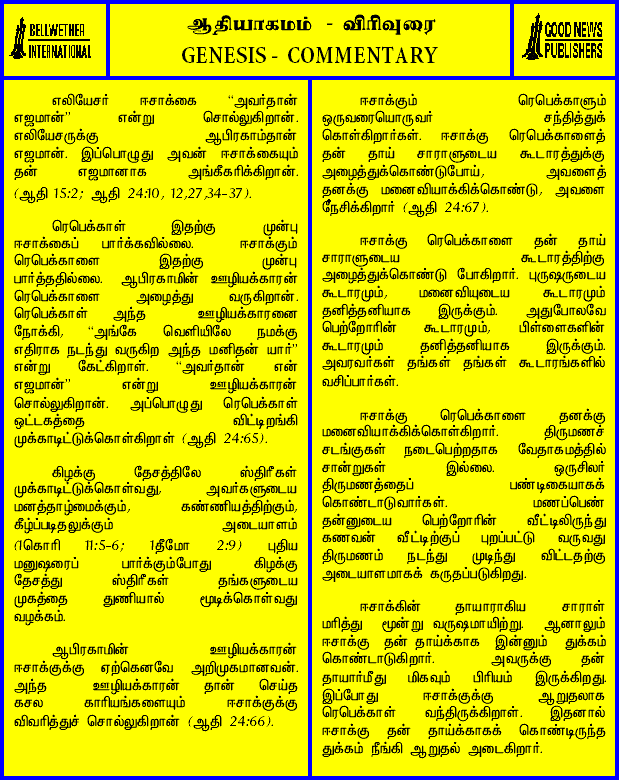 BELLWETHER
INTERNATIONAL
ஆதியாகமம் - விரிவுரை
GENESIS - COMMENTARY
GOOD NEWS
PUBLISHERS
எலியேசர் ஈசாக்கை “அவர்தான்
எஜமான்” என்று சொல்லுகிறான்.
எலியேசருக்கு ஆபிரகாம்தான்
எஜமான். இப்பொழுது அவன் ஈசாக்கையும்
தன் எஜமானாக அங்கீகரிக்கிறான்.
(ஆதி 15:2; ஆதி 24:10, 12,27,34-37).
ரெபெக்காள் இதற்கு முன்பு
ஈசாக்கைப் பார்க்கவில்லை. ஈசாக்கும்
ரெபெக்காளை இதற்கு முன்பு
பார்த்ததில்லை. ஆபிரகாமின் ஊழியக்காரன்
ரெபெக்காளை அழைத்து வருகிறான்.
ரெபெக்காள் அந்த ஊழியக்காரனை
நோக்கி, “அங்கே வெளியிலே நமக்கு
எதிராக நடந்து வருகிற அந்த மனிதன் யார்”
என்று கேட்கிறாள். “அவர்தான் என்
எஜமான்” என்று ஊழியக்காரன்
சொல்லுகிறான். அப்பொழுது ரெபெக்காள்
ஒட்டகத்தை விட்டிறங்கி
முக்காடிட்டுக்கொள்கிறாள் (ஆதி 24:65).
கிழக்கு தேசத்திலே ஸ்திரீகள்
முக்காடிட்டுக்கொள்வது, அவர்களுடைய
மனத்தாழ்மைக்கும், கண்ணியத்திற்கும்,
கீழ்ப்படிதலுக்கும் அடையாளம்
(1கொரி 11:5-6; 1தீமோ 2:9) புதிய
மனுஷரைப் பார்க்கும்போது கிழக்கு
தேசத்து ஸ்திரீகள் தங்களுடைய
முகத்தை துணியால் மூடிக்கொள்வது
வழக்கம்.
ஆபிரகாமின் ஊழியக்காரன்
ஈசாக்குக்கு ஏற்கெனவே அறிமுகமானவன்.
அந்த ஊழியக்காரன் தான் செய்த
சகல காரியங்களையும் ஈசாக்குக்கு
விவரித்துச் சொல்லுகிறான் (ஆதி 24:66).
ஈசாக்கும் ரெபெக்காளும்
ஒருவரையொருவர் சந்தித்துக்
கொள்கிறார்கள். ஈசாக்கு ரெபெக்காளைத்
தன் தாய் சாராளுடைய கூடாரத்துக்கு
அழைத்துக்கொண்டுபோய், அவளைத்
தனக்கு மனைவியாக்கிக்கொண்டு, அவளை
நேசிக்கிறார் (ஆதி 24:67).
ஈசாக்கு ரெபெக்காளை தன் தாய்
சாராளுடைய கூடாரத்திற்கு
அழைத்துக்கொண்டு போகிறார். புருஷருடைய
கூடாரமும், மனைவியுடைய கூடாரமும்
தனித்தனியாக இருக்கும். அதுபோலவே
பெற்றோரின் கூடாரமும், பிள்ளைகளின்
கூடாரமும் தனித்தனியாக இருக்கும்.
அவரவர்கள் தங்கள் தங்கள் கூடாரங்களில்
வசிப்பார்கள்.
ஈசாக்கு ரெபெக்காளை தனக்கு
மனைவியாக்கிக்கொள்கிறார். திருமணச்
சடங்குகள் நடைபெற்றதாக வேதாகமத்தில்
சான்றுகள் இல்லை. ஒருசிலர்
திருமணத்தைப் பண்டிகையாகக்
கொண்டாடுவார்கள். மணப்பெண்
தன்னுடைய பெற்றோரின் வீட்டிலிருந்து
கணவன் வீட்டிற்குப் புறப்பட்டு வருவது
திருமணம் நடந்து முடிந்து விட்டதற்கு
அடையாளமாகக் கருதப்படுகிறது.
ஈசாக்கின் தாயாராகிய சாராள்
மரித்து மூன்று வருஷமாயிற்று. ஆனாலும்
ஈசாக்கு தன் தாய்க்காக இன்னும் துக்கம்
கொண்டாடுகிறார். அவருக்கு தன்
தாயார்மீது மிகவும் பிரியம் இருக்கிறது.
இப்போது ஈசாக்குக்கு ஆறுதலாக
ரெபெக்காள் வந்திருக்கிறாள். இதனால்
ஈசாக்கு தன் தாய்க்காகக் கொண்டிருந்த
துக்கம் நீங்கி ஆறுதல் அடைகிறார்.